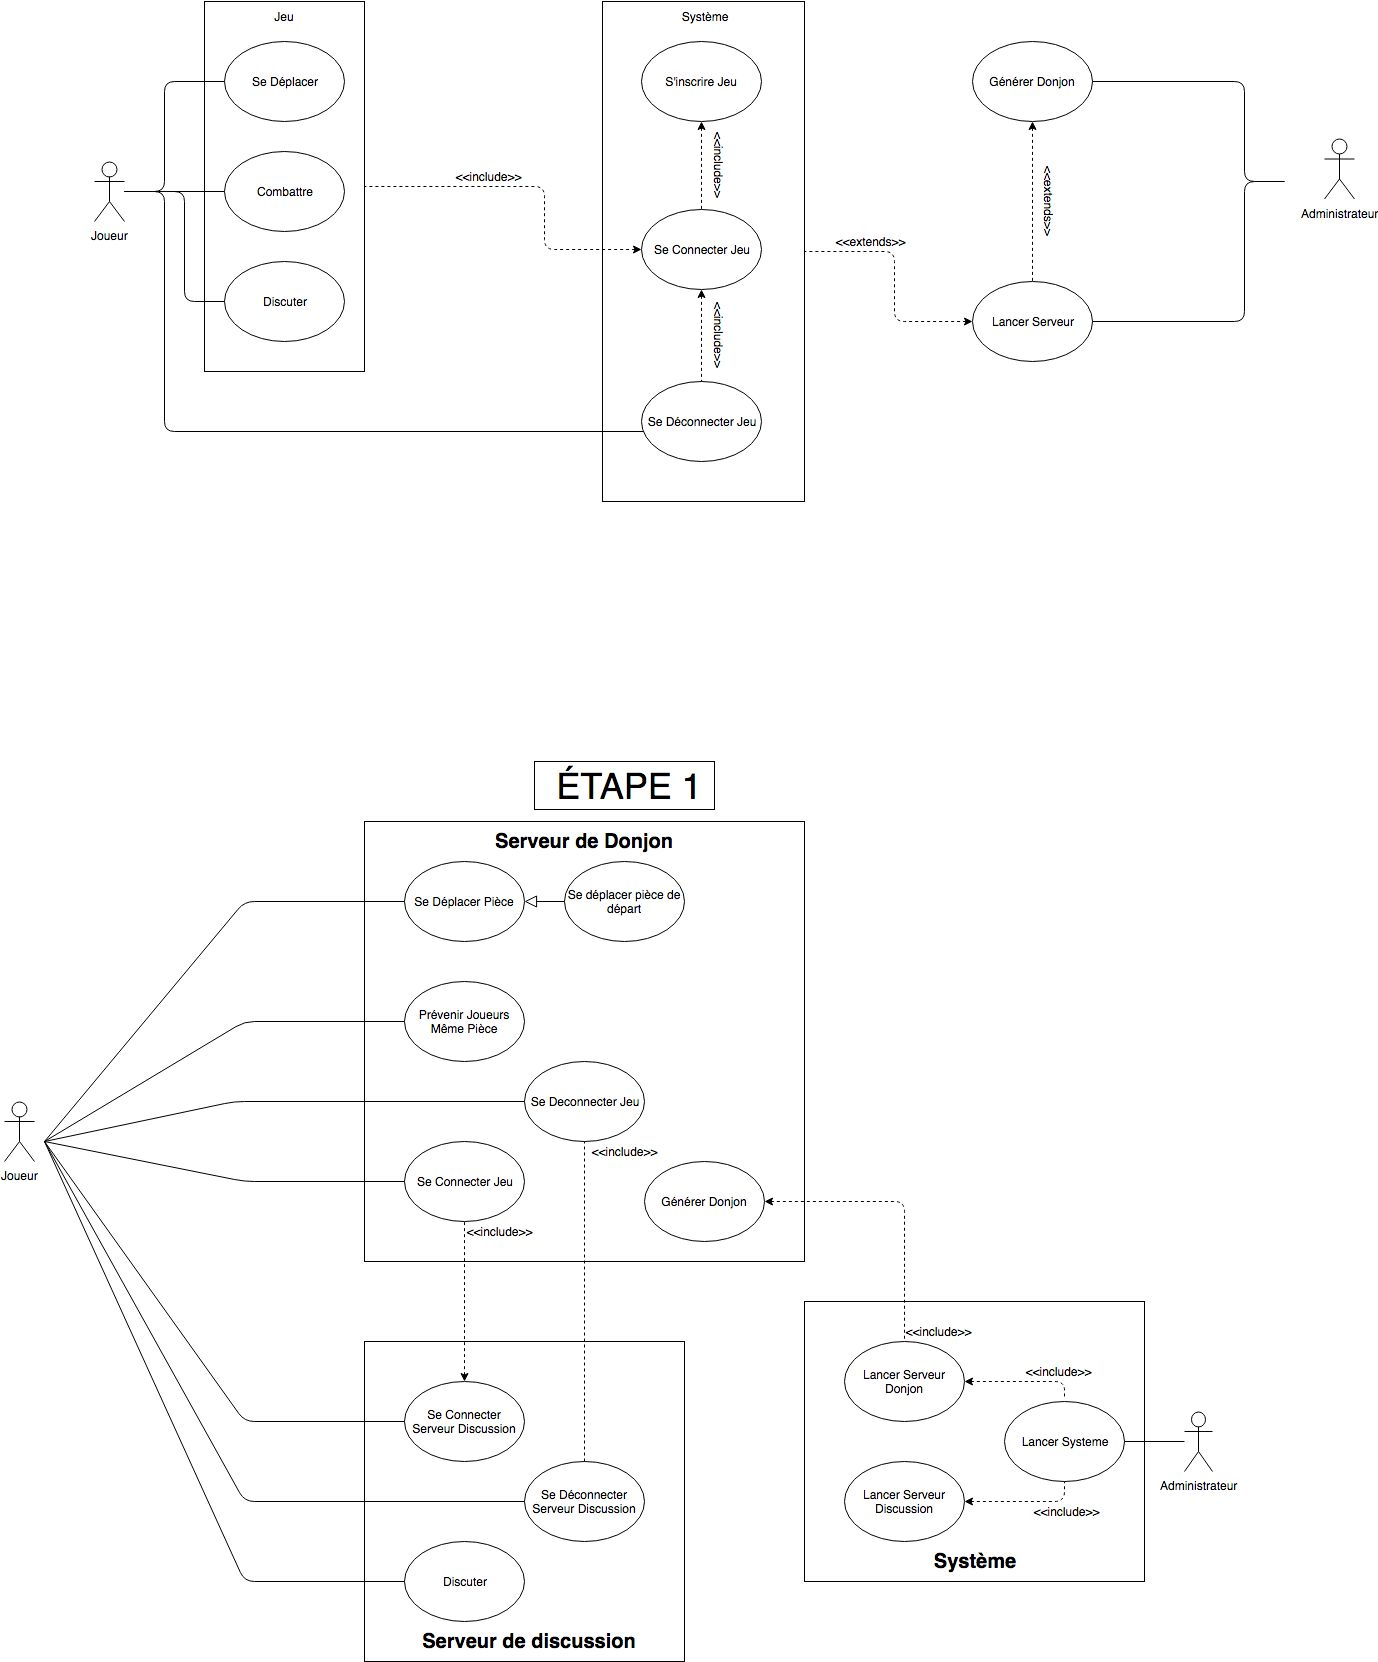 Jeu
Système
Se Déplacer
S'inscrire Jeu
Générer Donjon
<<include>>
Combattre
<<include>>
<<extends>>
Joueur
Administrateur
Se Connecter Jeu
<<extends>>
Discuter
<<include>>
Lancer Serveur
Se Déconnecter Jeu
ÉTAPE 1
Serveur de Donjon
Se Déplacer Pièce
Se déplacer pièce de
départ
Prévenir Joueurs
Même Pièce
Se Deconnecter Jeu
<<include>>
Joueur
Se Connecter Jeu
Générer Donjon
<<include>>
<<include>>
Lancer Serveur
Donjon
<<include>>
Se Connecter
Serveur Discussion
Lancer Systeme
Administrateur
Se Déconnecter
Serveur Discussion
Lancer Serveur
Discussion
<<include>>
Système
Discuter
Serveur de discussion